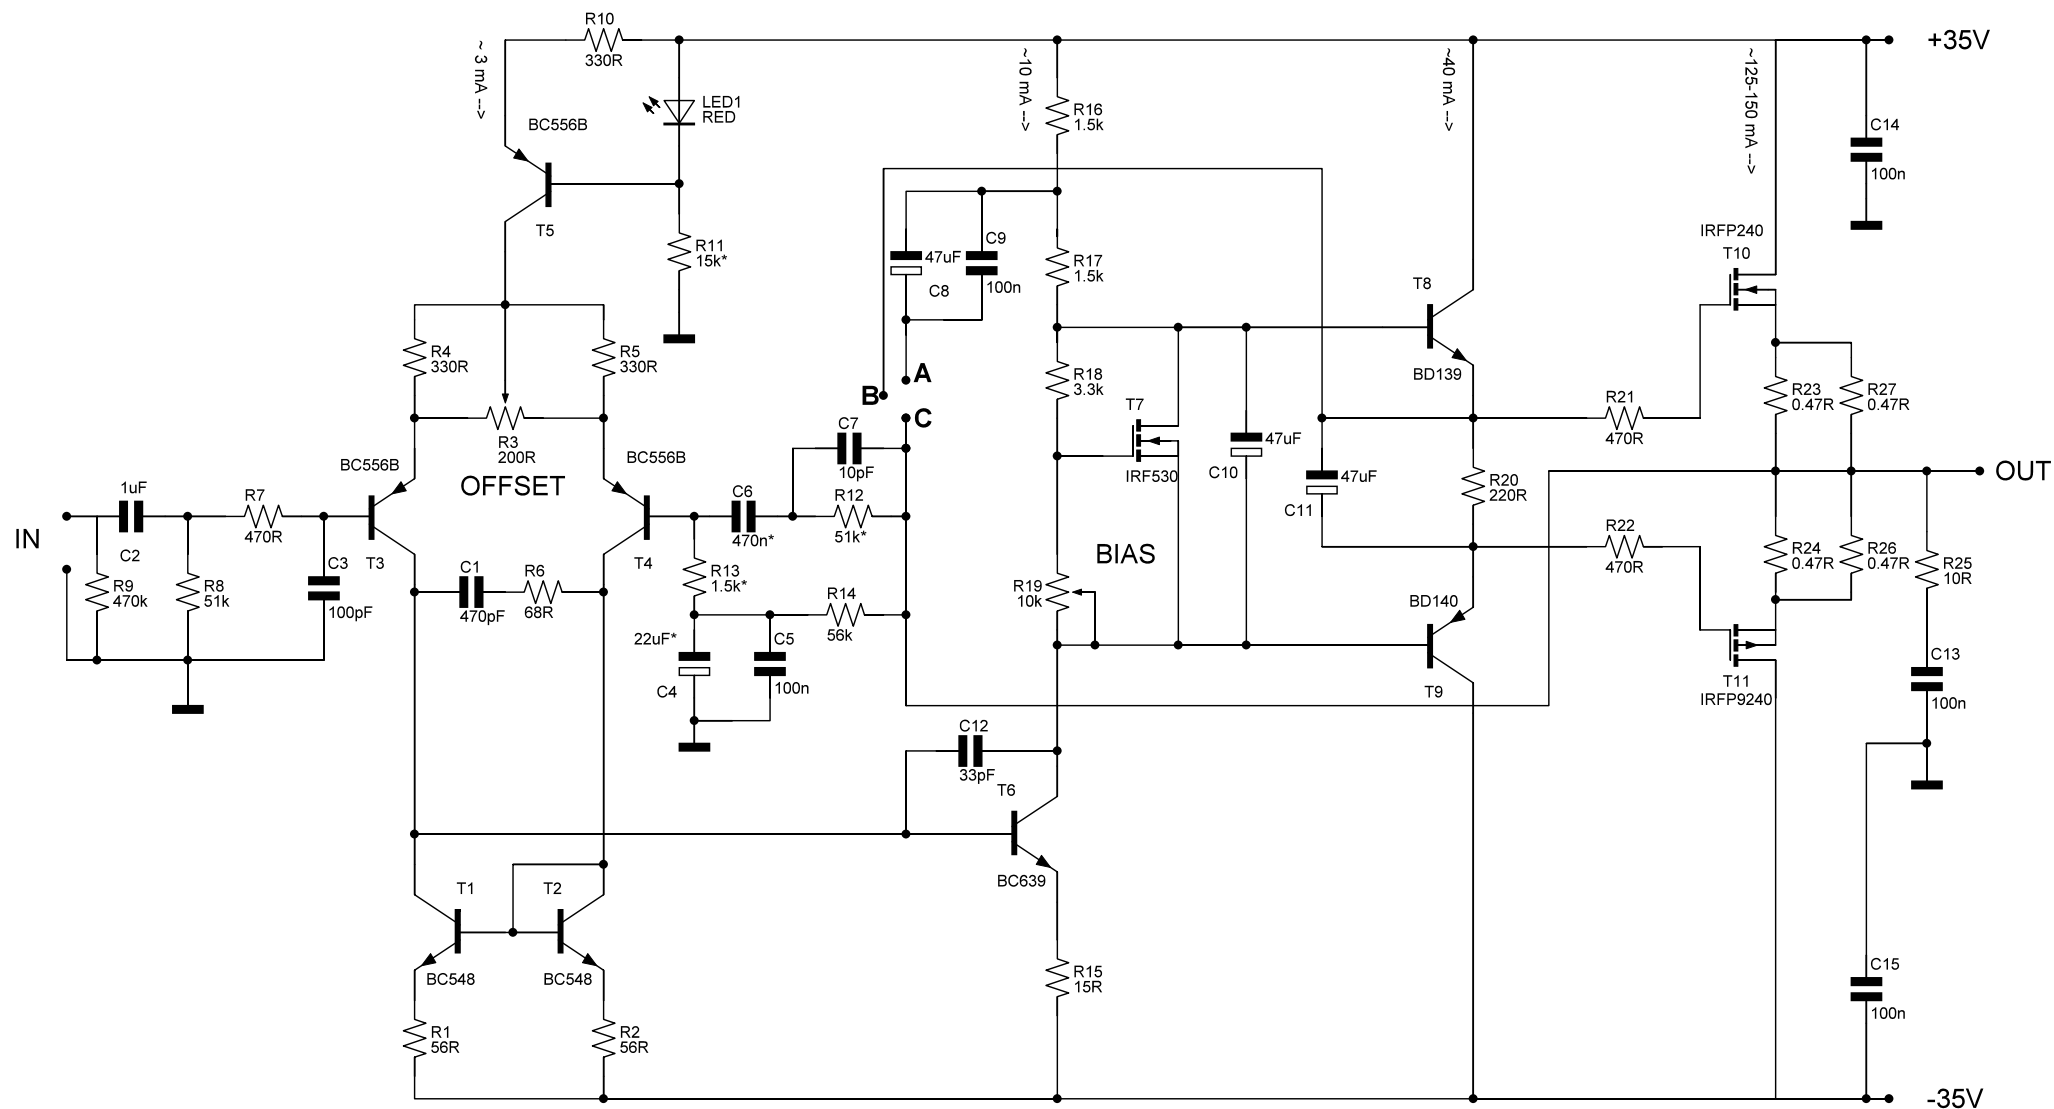 R10
330R
~ 3 mA -->
~10 mA -->
~40 mA -->
~125-150 mA -->
+35V
LED1
RED
BC556B
T5
R11
15k*
R16
1.5k
C14
100n
47uF
C8
C9
100n
R17
1.5k
IRFP240
T10
T8
BD139
R4
330R
R5
330R
A
B
C
R18
3.3k
R23
0.47R
R27
0.47R
R3
200R
OFFSET
BC556B
T3
BC556B
T4
C7
10pF
T7
IRF530
47uF
C10
47uF
C11
R21
470R
R20
220R
OUT
IN
1uF
C2
R7
470R
C6
470n*
R12
51k*
R22
470R
R9
470k
R8
51k
C3
100pF
C1
470pF
R6
68R
R13
1.5k*
R14
56k
R19
10k
BIAS
BD140
T9
R24
0.47R
R26
0.47R
R25
10R
22uF*
C4
C5
100n
T11
IRFP9240
C13
100n
C12
33pF
T6
BC639
T1
BC548
T2
BC548
R15
15R
C15
100n
R1
56R
R2
56R
-35V